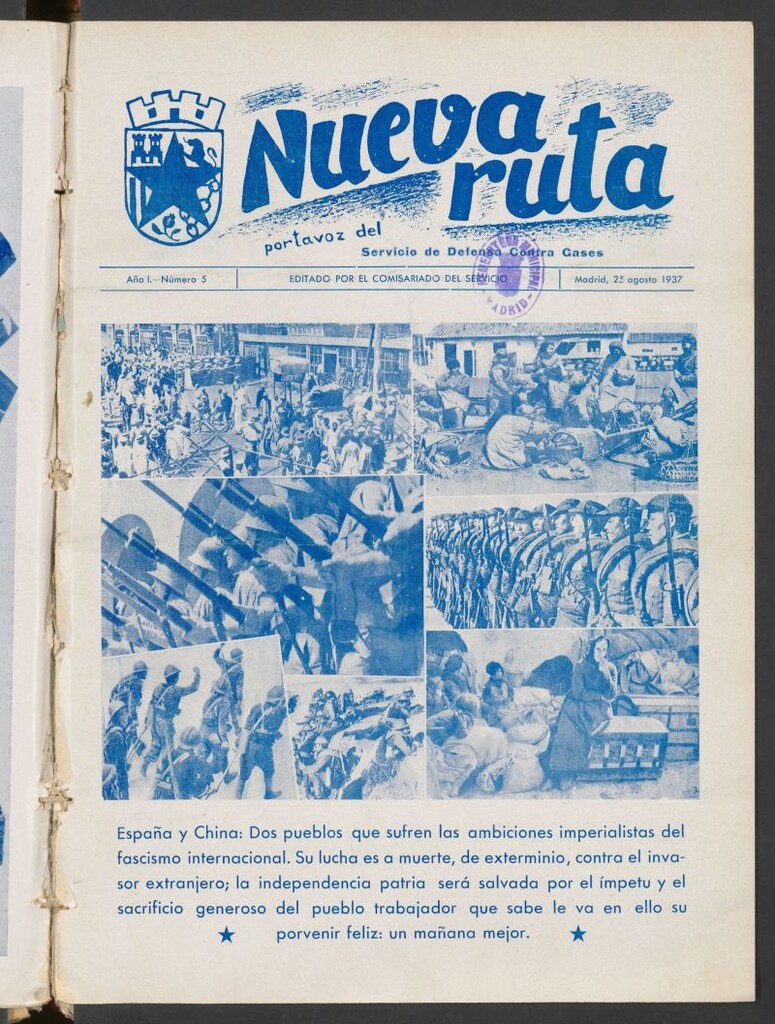 Nueva
ruta
portavoz del
Servicio de Defensa Contra Gases
Año I.-Número 5
EDITADO POR EL COMISARIADO DEL SERVICIO
Madrid, 25 agosto 1937
MADRID
España y China: Dos pueblos que sufren las ambiciones imperialistas del
fascismo internacional. Su lucha es a muerte, de exterminio, contra el inva-
sor extranjero; la independencia patria será salvada por el ímpetu y el
sacrificio generoso del pueblo trabajador que sabe le va en ello su
★ porvenir feliz: un mañana mejor. ★